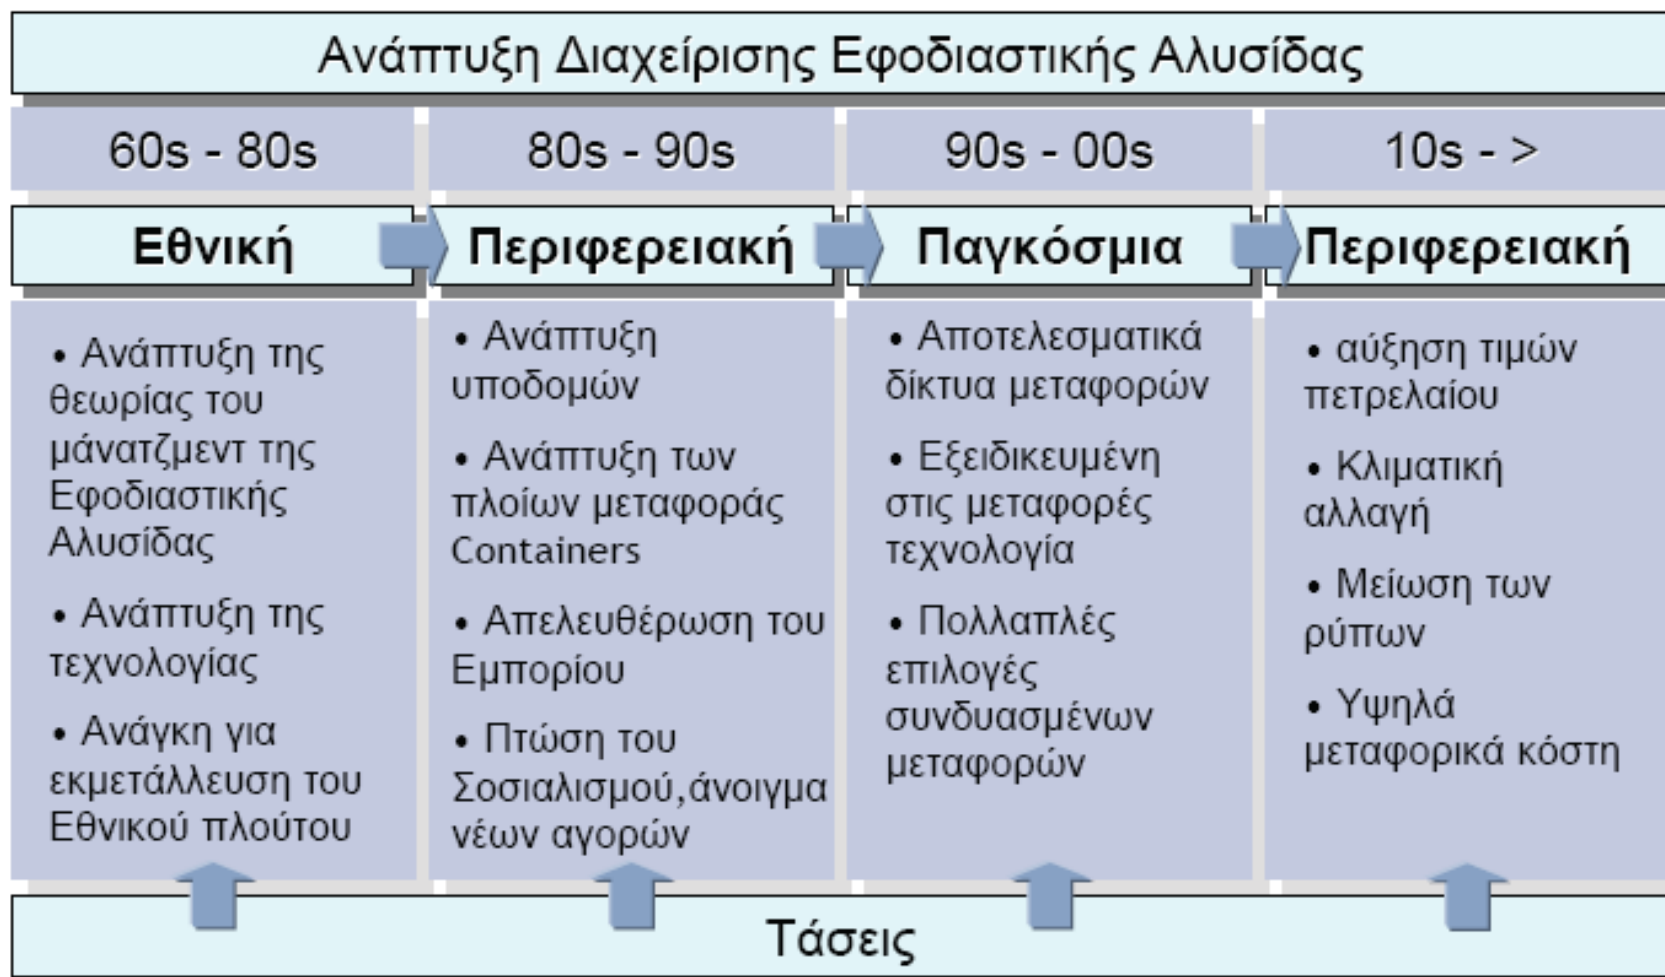 Ανάπτυξη Διαχείρισης Εφοδιαστικής Αλυσίδας
60s - 80s
80s - 90s
90s - 00s
10s - >
Εθνική
Περιφερειακή
Παγκόσμια
Περιφερειακή
• Ανάπτυξη της
θεωρίας του
μάνατζμεντ της
Εφοδιαστικής
Αλυσίδας
• Ανάπτυξη της
τεχνολογίας
• Ανάγκη για
εκμετάλλευση του
Εθνικού πλούτου
• Ανάπτυξη
υποδομών
• Ανάπτυξη των
πλοίων μεταφοράς
Containers
• Απελευθέρωση του
Εμπορίου
• Πτώση του
Σοσιαλισμού,άνοιγμα
νέων αγορών
• Αποτελεσματικά
δίκτυα μεταφορών
• Εξειδικευμένη
στις μεταφορές
τεχνολογία
• Πολλαπλές
επιλογές
συνδυασμένων
μεταφορών
• αύξηση τιμών
πετρελαίου
• Κλιματική
αλλαγή
• Μείωση των
ρύπων
• Υψηλά
μεταφορικά κόστη
Τάσεις